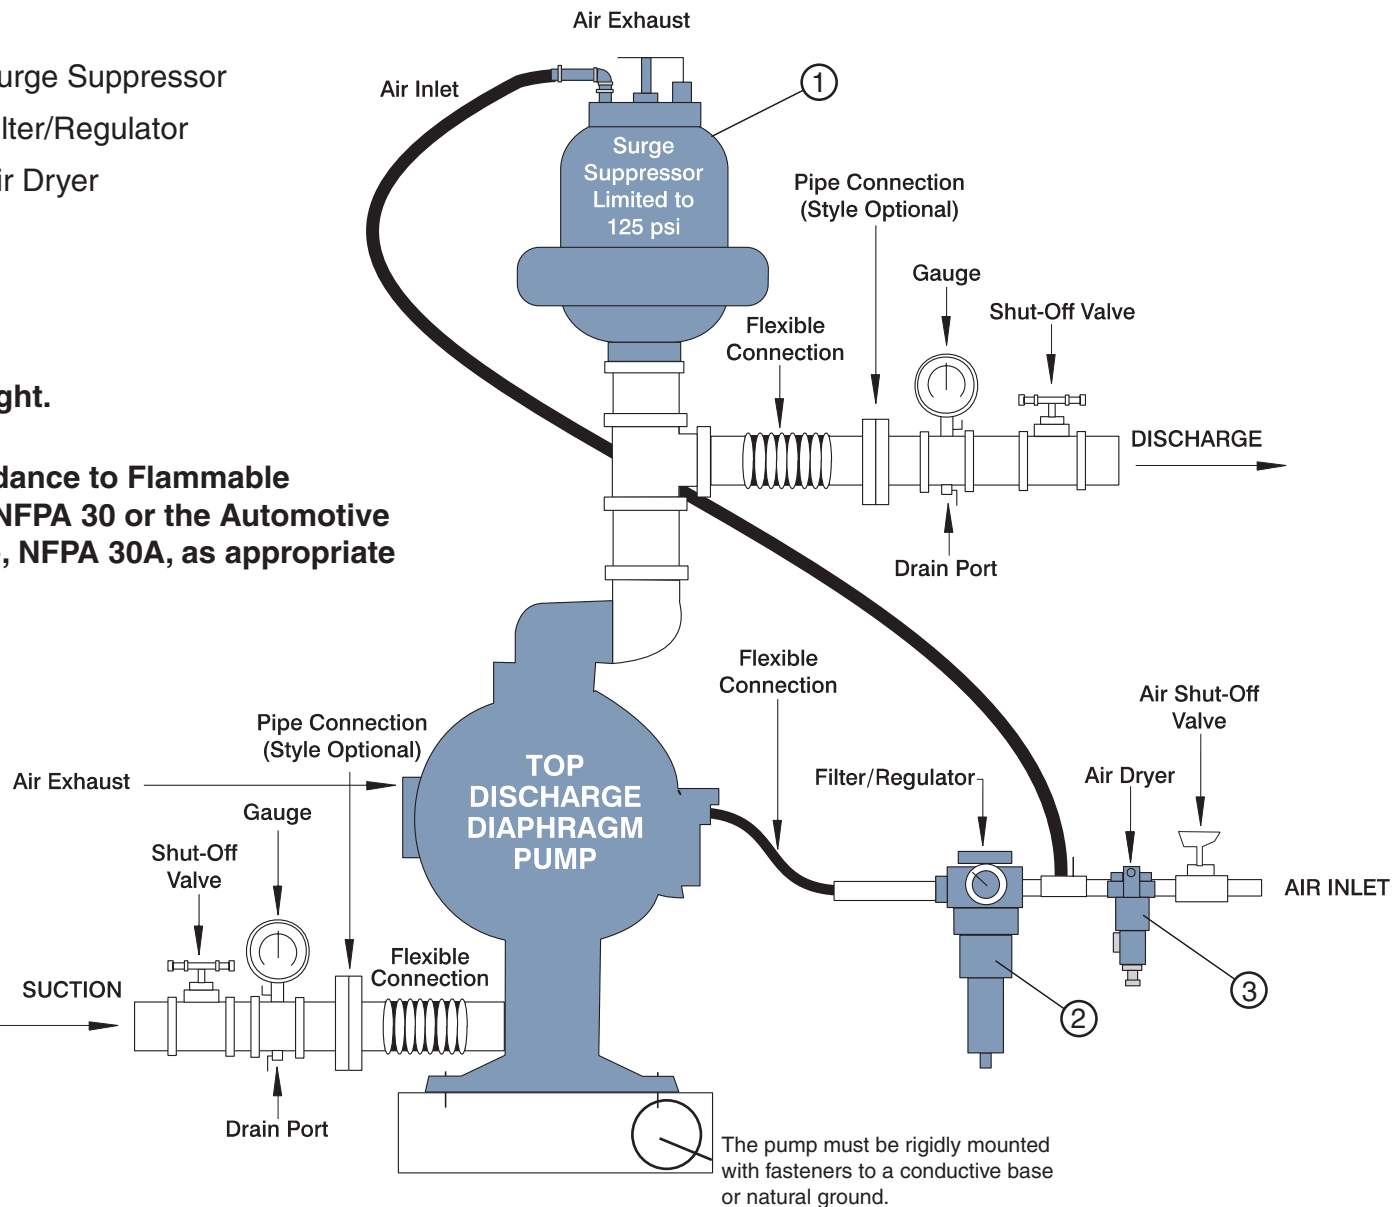 Air Exhaust
urge Suppressor
lter/Regulator
ir Dryer
Air Inlet
1
Surge
Suppressor
Limited to
125 psi
Pipe Connection
(Style Optional)
Gauge
Shut-Off Valve
Flexible
Connection
DISCHARGE
Drain Port
ght.
dance to Flammable
NFPA 30 or the Automotive
, NFPA 30A, as appropriate
Flexible
Connection
Air Shut-Off
Valve
Pipe Connection
(Style Optional)
Air Exhaust
TOP
DISCHARGE
DIAPHRAGM
PUMP
Filter/Regulator
Air Dryer
Gauge
Shut-Off
Valve
AIR INLET
Flexible
Connection
SUCTION
2
3
Drain Port
The pump must be rigidly mounted
with fasteners to a conductive base
or natural ground.